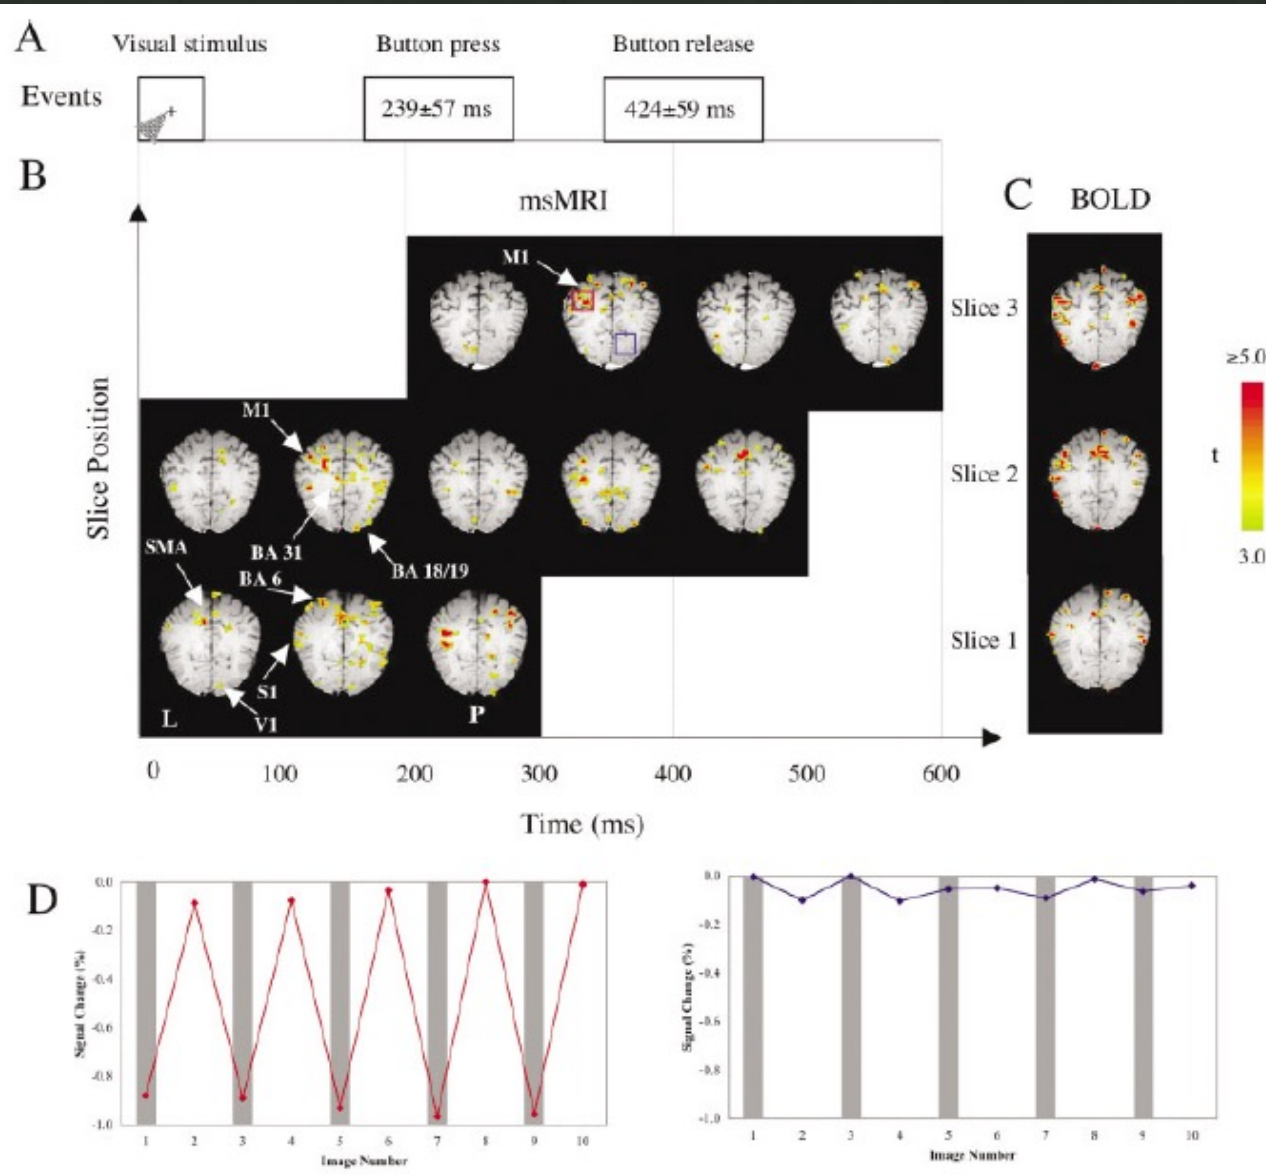 A
Visual stimulus
Button press
Button release
Events
239±57 ms
424±59 ms
B
msMRI
C
BOLD
M1
Slice 3
≥5.0
M1
Slice Position
t
Slice 2
SMA
BA 31
BA 18/19
3.0
BA 6
Slice 1
S1
L
V1
P
0 100 200 300 400 500 600
Time (ms)
D
0.0
-0.2
-0.4
-0.6
-0.8
-1.0
Signal Change (%)
1 2 3 4 5 6 7 8 9 10
Image Number
0.0
-0.2
-0.4
-0.6
-0.8
-1.0
Signal Change (%)
1 2 3 4 5 6 7 8 9 10
Image Number